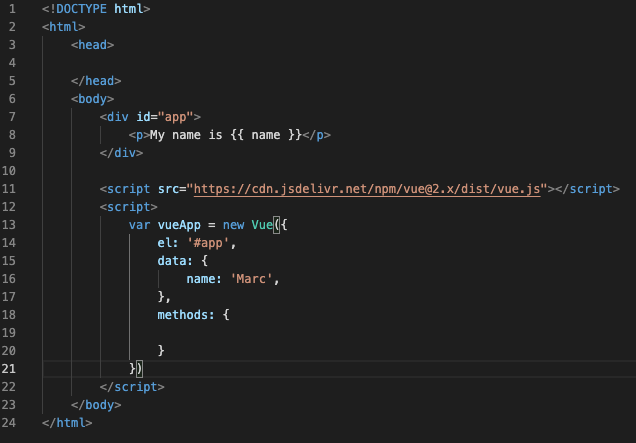 1 <!DOCTYPE html>
2 <html>
3     <head>
4
5     </head>
6     <body>
7         <div id="app">
8             <p>My name is {{ name }}</p>
9         </div>
10
11         <script src="https://cdn.jsdelivr.net/npm/vue@2.x/dist/vue.js"></script>
12         <script>
13             var vueApp = new Vue({
14                 el: '#app',
15                 data: {
16                     name: 'Marc',
17                 },
18                 methods: {
19
20                 }
21             })
22         </script>
23     </body>
24 </html>